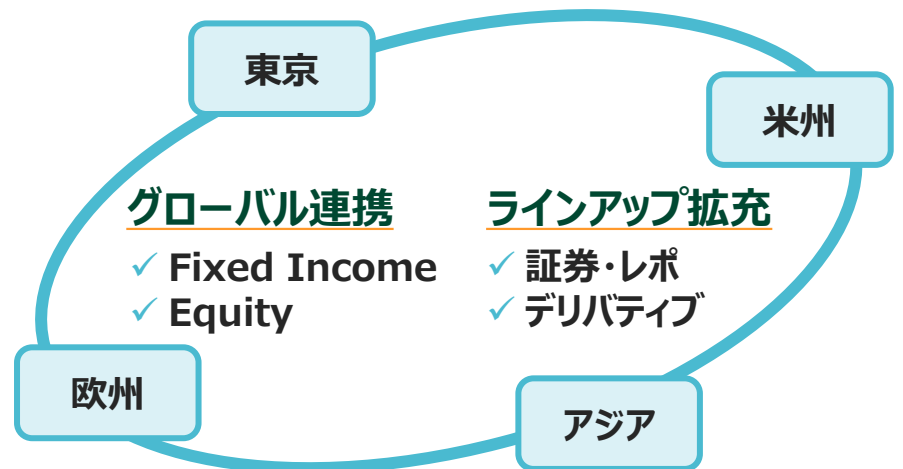 東京
米州
グローバル連携
✓ Fixed Income
✓ Equity
ラインアップ拡充
✓ 証券・レポ
✓ デリバティブ
欧州
アジア